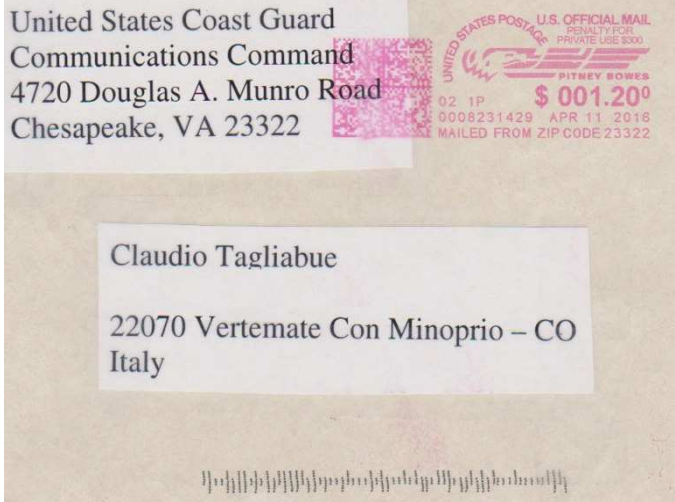 United States Coast Guard
Communications Command
4720 Douglas A. Munro Road
Chesapeake, VA 23322
UNITED STATES POSTAGE
U.S. OFFICIAL MAIL
PENALTY FOR
PRIVATE USE $300
PITNEY BOWES
02 1P
$ 001.20⁰
0008231429 APR 11 2016
MAILED FROM ZIP CODE 23322
Claudio Tagliabue
22070 Vertemate Con Minoprio – CO
Italy